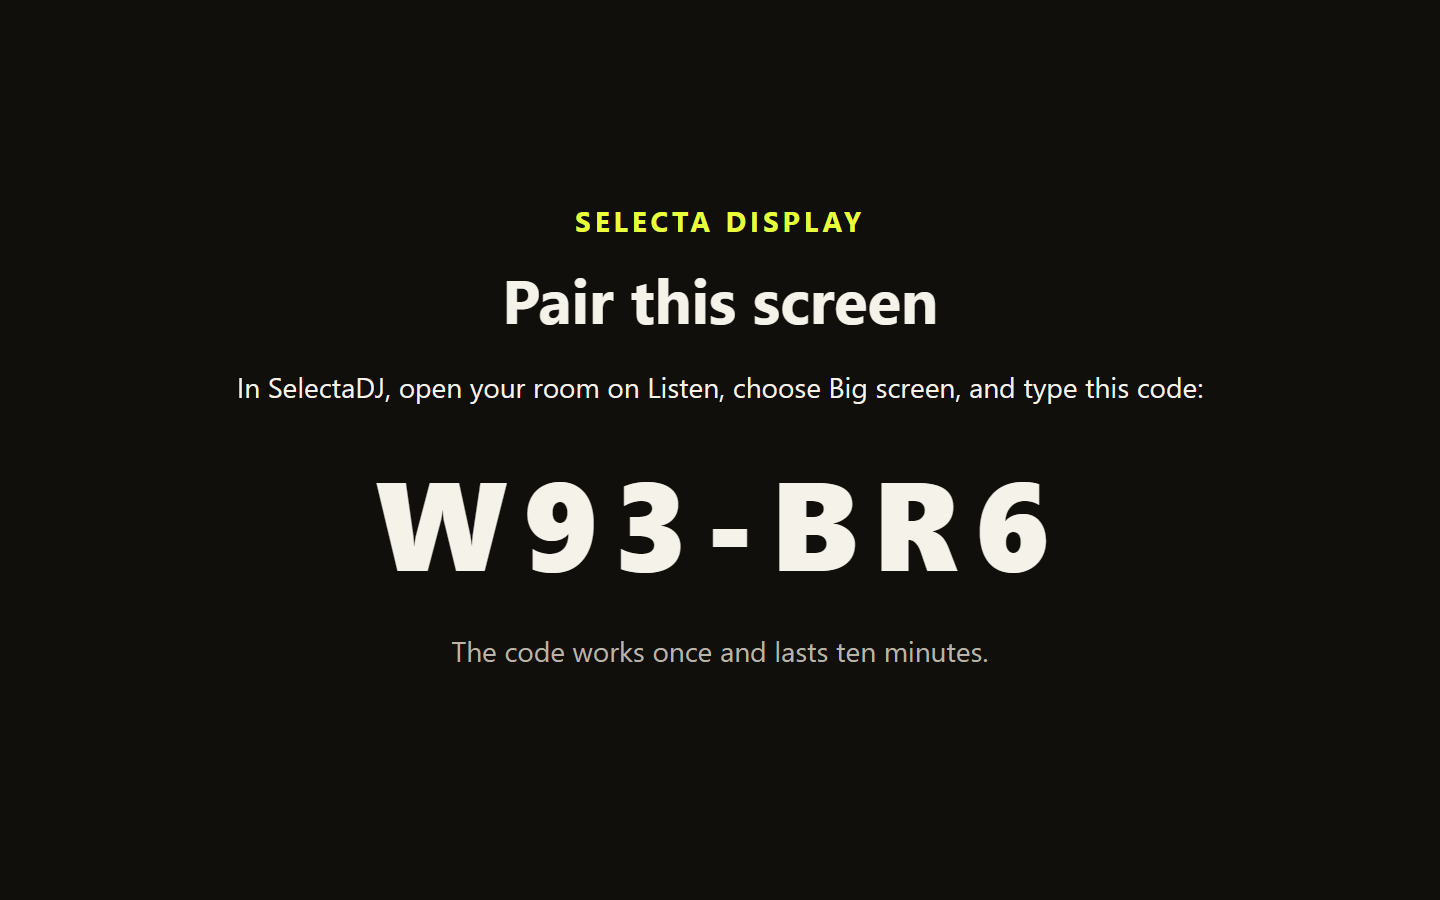 SELECTA DISPLAY
Pair this screen
In SelectaDJ, open your room on Listen, choose Big screen, and type this code:
W93-BR6
The code works once and lasts ten minutes.